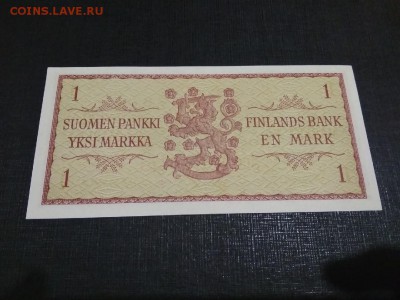 COINS.LAVE.RU
1 1
SUOMEN PANKKI FINLANDS BANK
YKSI MARKKA EN MARK
1 1